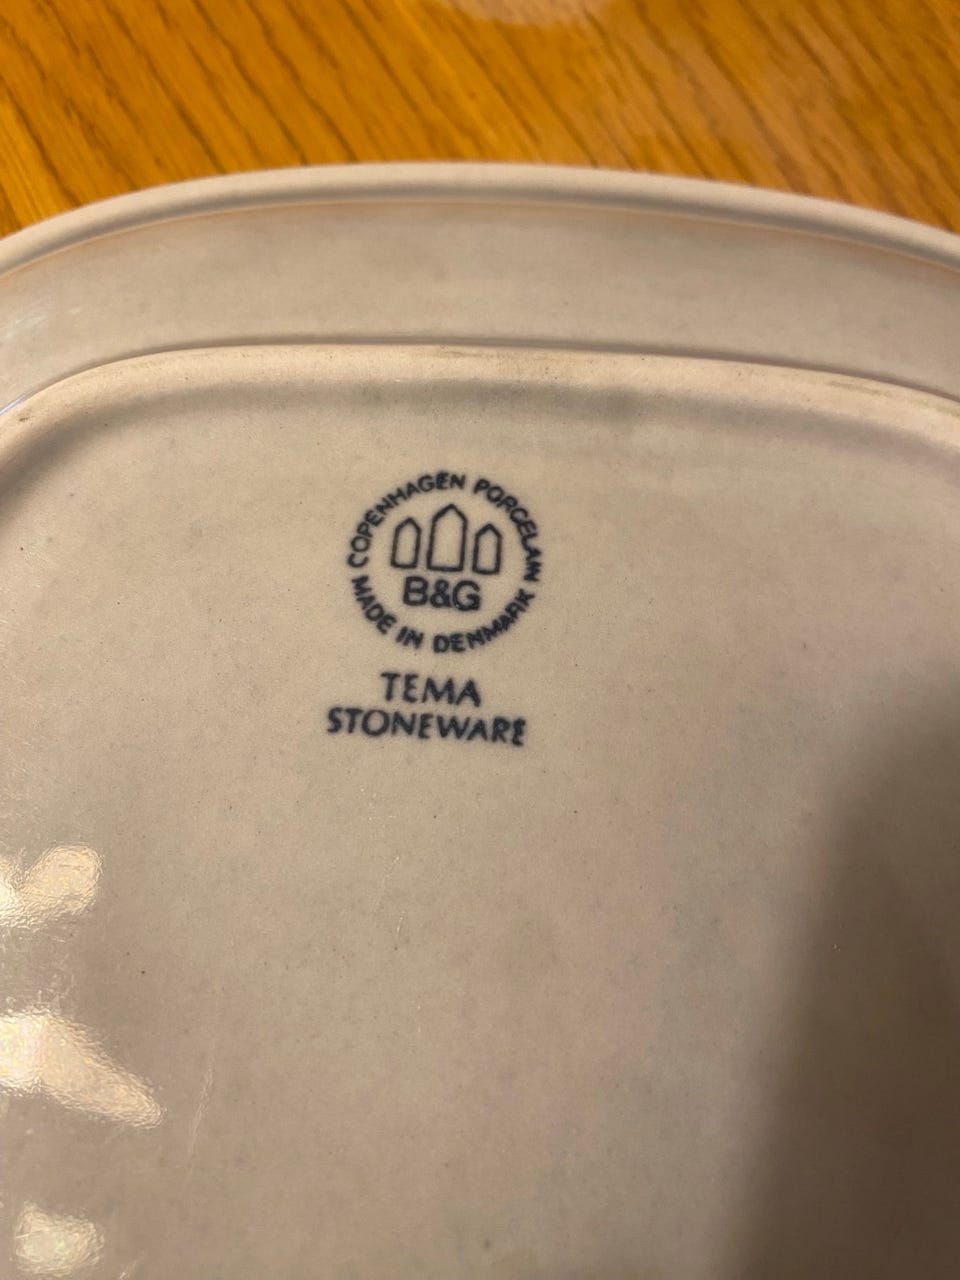 COPENHAGEN PORCELAIN
B&G
MADE IN DENMARK
TEMA
STONEWARE